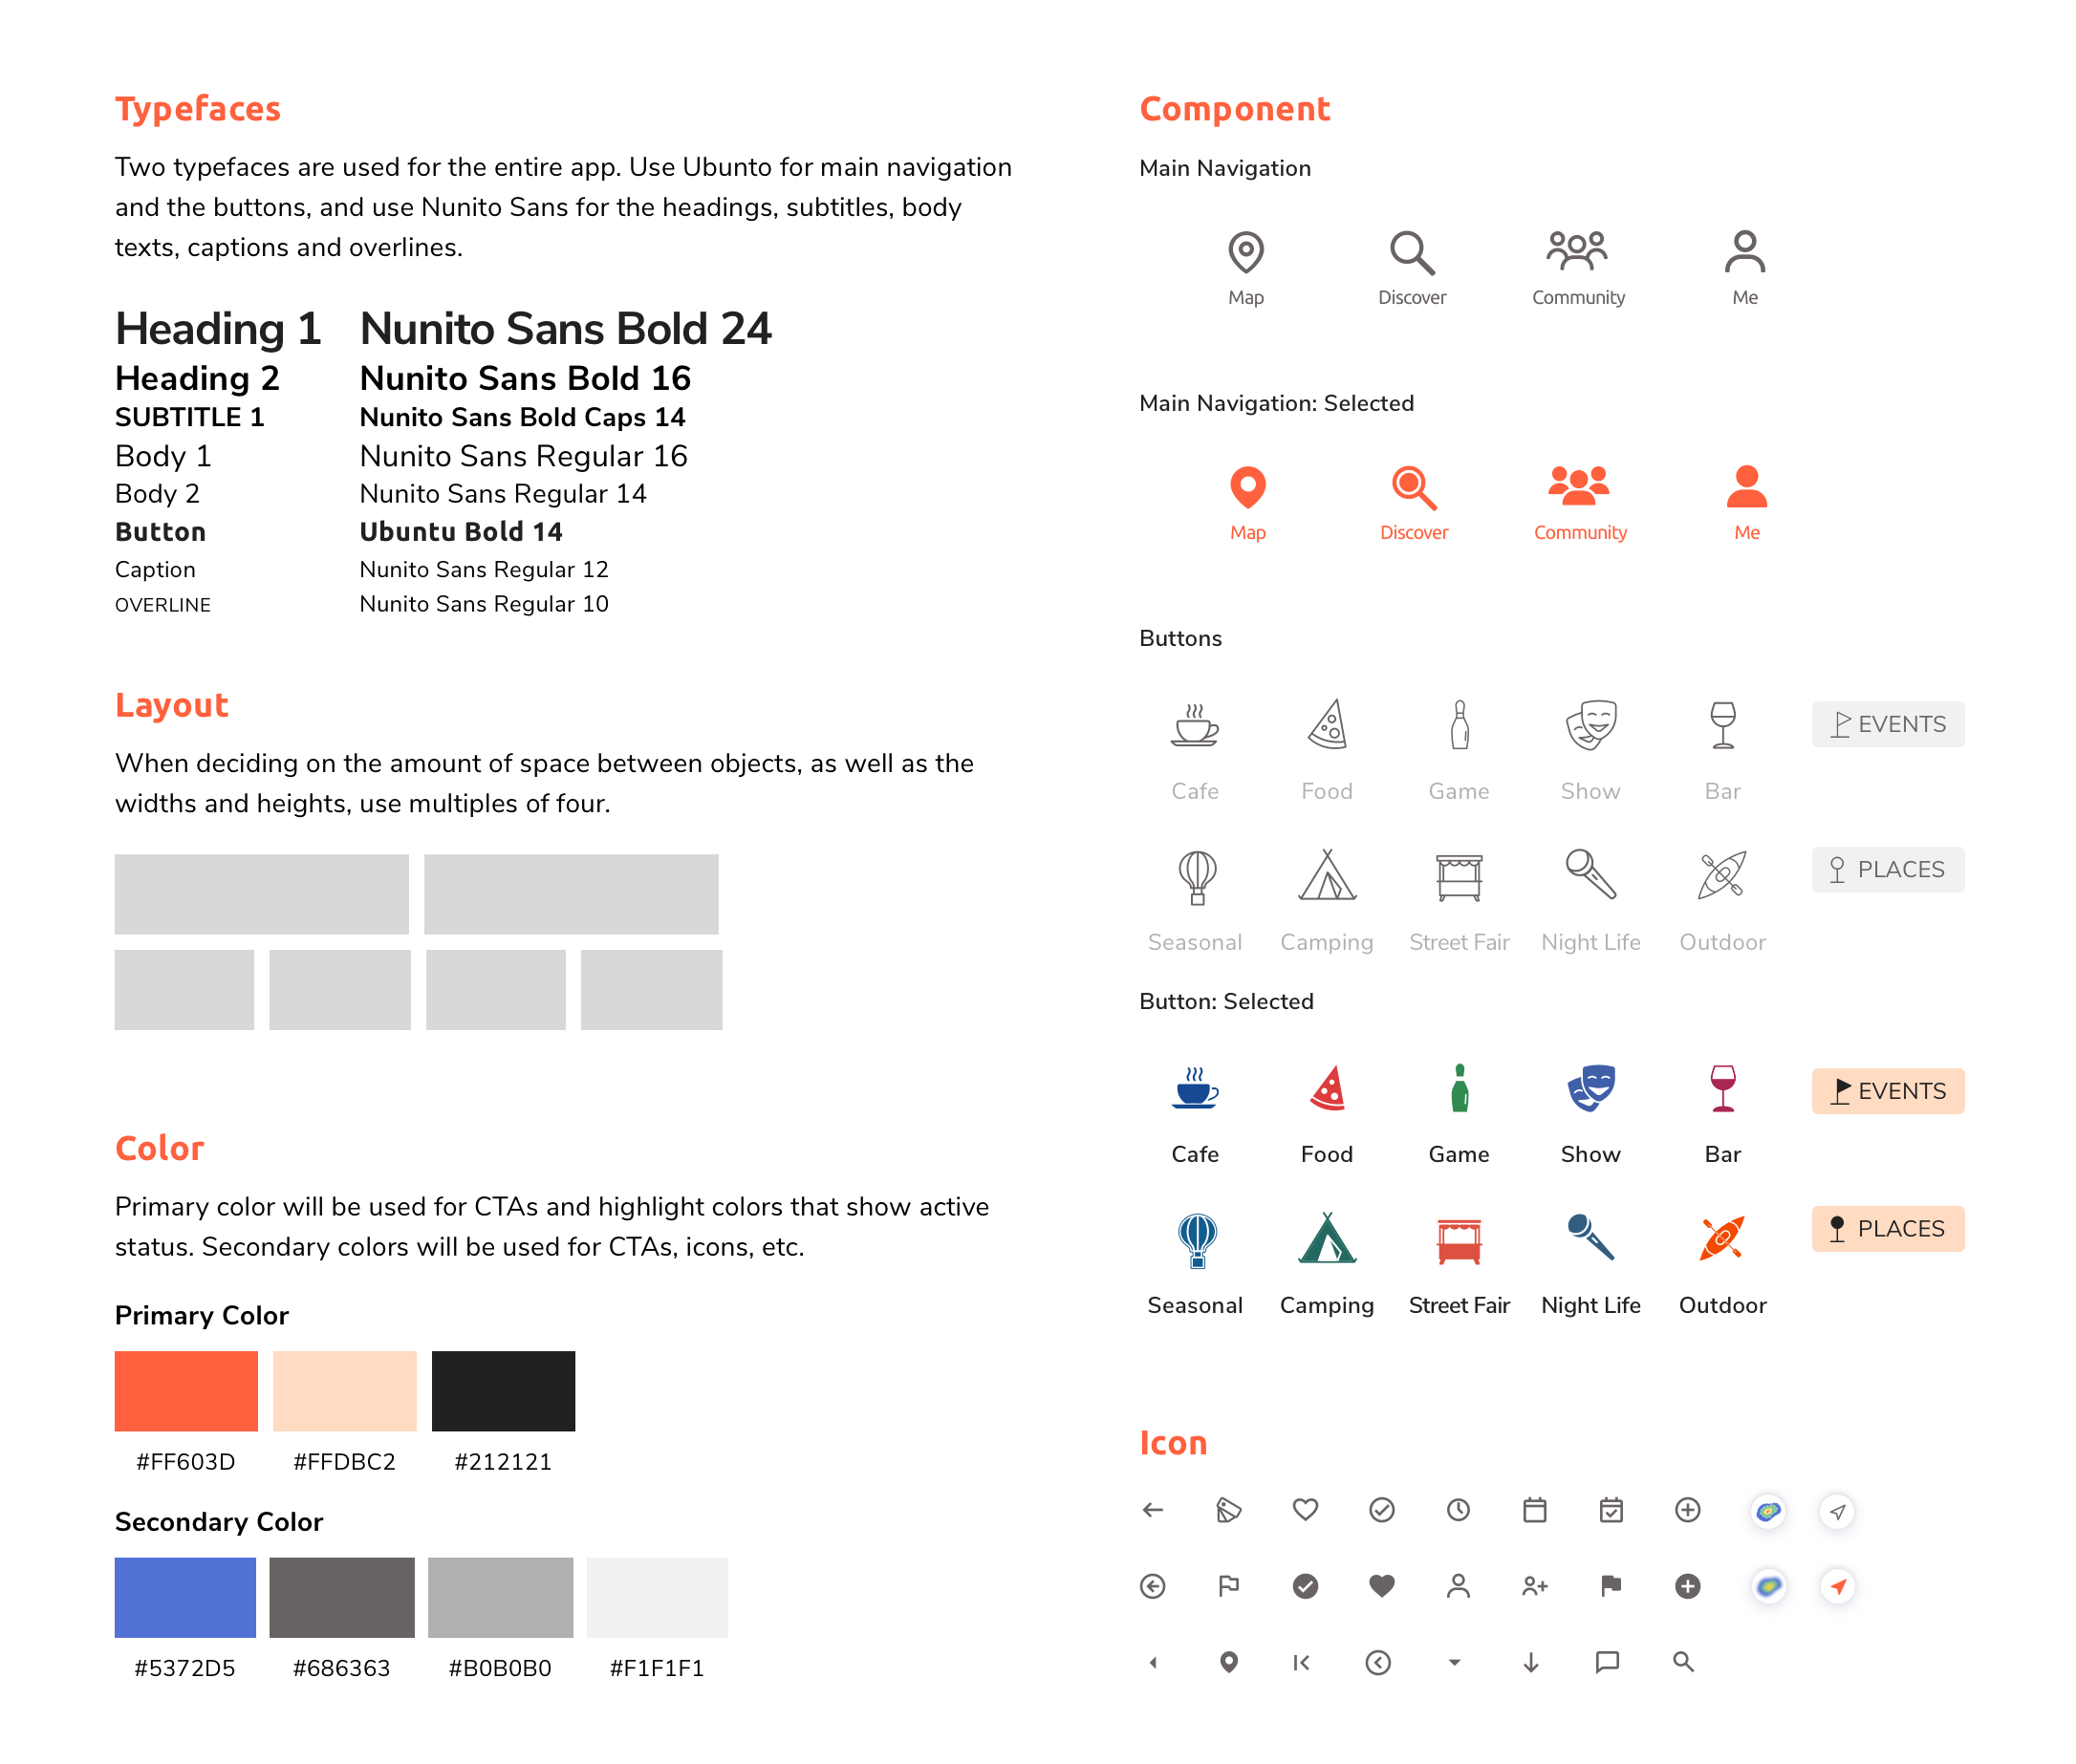 Typefaces
Two typefaces are used for the entire app. Use Ubunto for main navigation
and the buttons, and use Nunito Sans for the headings, subtitles, body
texts, captions and overlines.
Heading 1 Nunito Sans Bold 24
Heading 2 Nunito Sans Bold 16
SUBTITLE 1 Nunito Sans Bold Caps 14
Body 1 Nunito Sans Regular 16
Body 2 Nunito Sans Regular 14
Button Ubuntu Bold 14
Caption Nunito Sans Regular 12
OVERLINE Nunito Sans Regular 10
Layout
When deciding on the amount of space between objects, as well as the
widths and heights, use multiples of four.
Color
Primary color will be used for CTAs and highlight colors that show active
status. Secondary colors will be used for CTAs, icons, etc.
Primary Color
#FF603D #FFDBC2 #212121
Secondary Color
#5372D5 #686363 #B0B0B0 #F1F1F1
Component
Main Navigation
Map Discover Community Me
Main Navigation: Selected
Map Discover Community Me
Buttons
EVENTS
Cafe Food Game Show Bar
PLACES
Seasonal Camping Street Fair Night Life Outdoor
Button: Selected
EVENTS
Cafe Food Game Show Bar
PLACES
Seasonal Camping Street Fair Night Life Outdoor
Icon